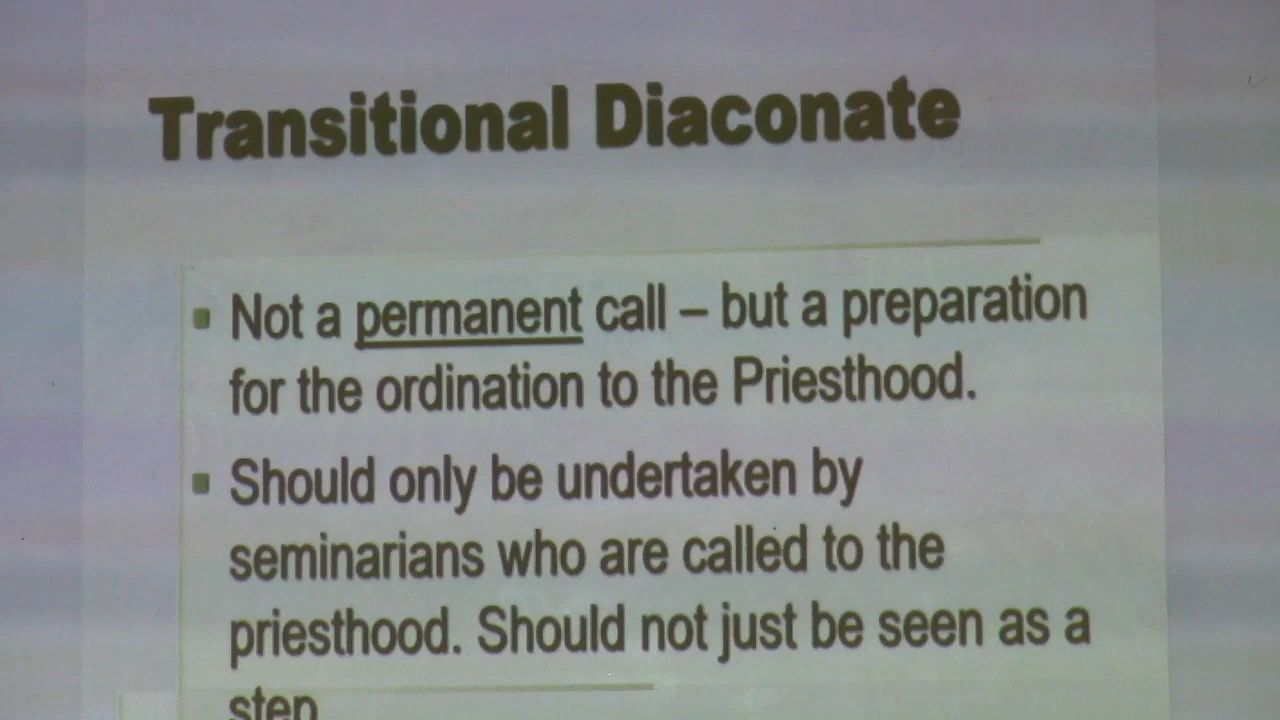 Transitional Diaconate
Not a permanent call – but a preparation
for the ordination to the Priesthood.
Should only be undertaken by
seminarians who are called to the
priesthood. Should not just be seen as a
step